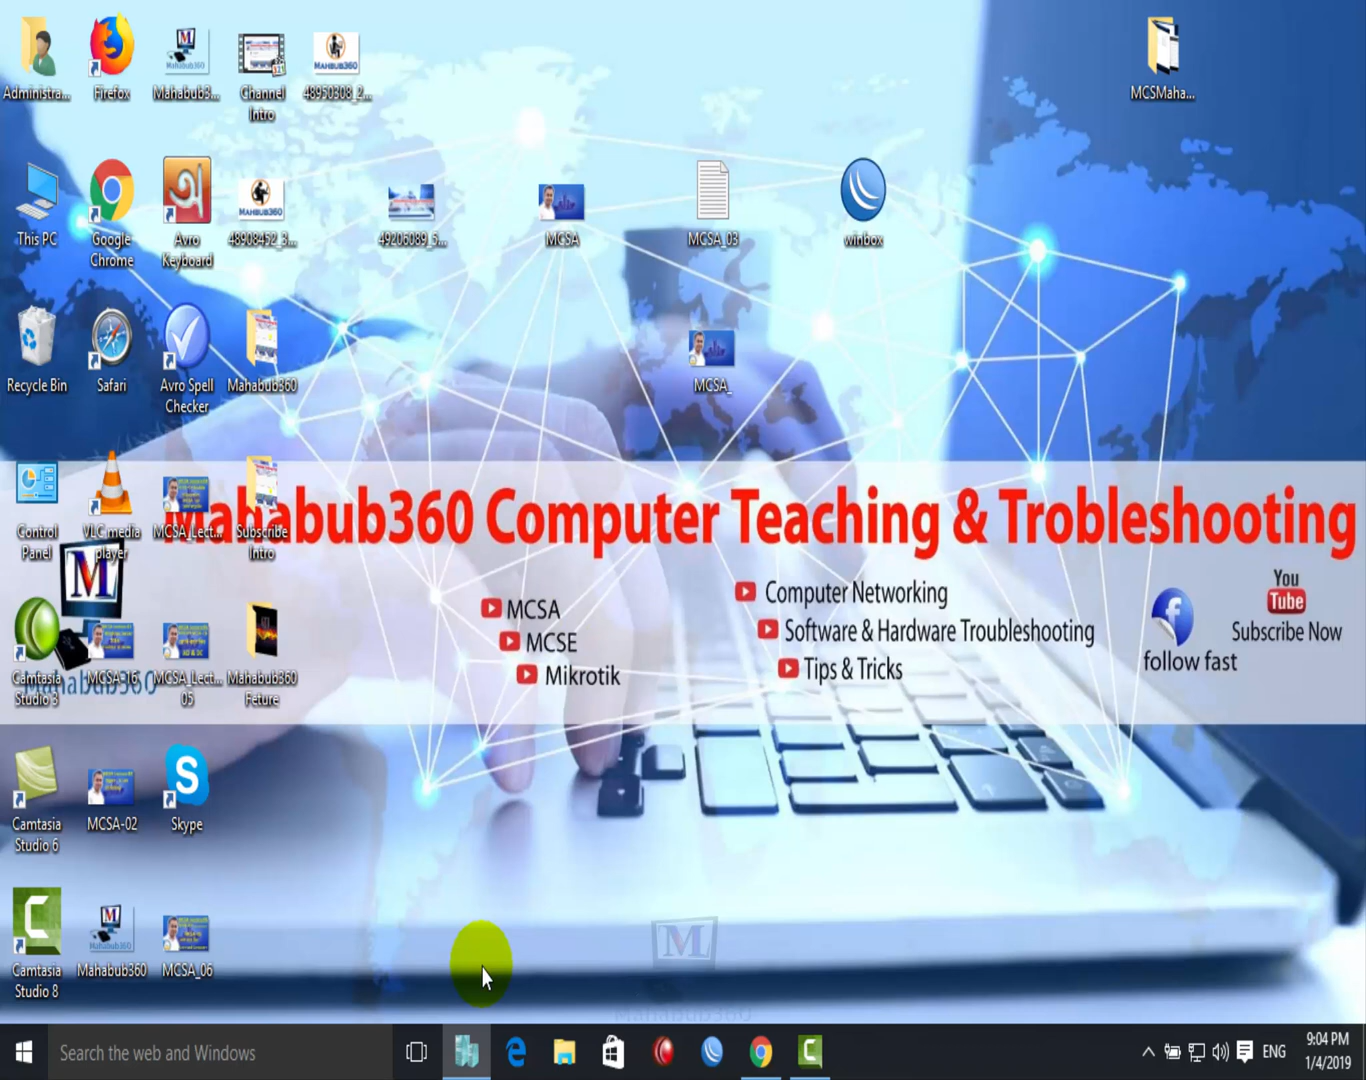 Administra...
Firefox
Mahabub3...
Channel
Intro
48950308_2...
MCSMaha...
This PC
Google
Chrome
Avro
Keyboard
48908452_3...
49206089_5...
MCSA
MCSA_03
winbox
Recycle Bin
Safari
Avro Spell
Checker
Mahabub360
MCSA_
Control
Panel
VLC media
player
MCSA_Lect...
Subscribe
Intro
Mahabub360 Computer Teaching & Trobleshooting
MCSA
MCSE
Mikrotik
Computer Networking
Software & Hardware Troubleshooting
Tips & Tricks
follow fast
You
Tube
Subscribe Now
Camtasia
Studio 3
MCSA-16
MCSA_Lect...
05
Mahabub360
Feture
Mahabub360
Camtasia
Studio 6
MCSA-02
Skype
Camtasia
Studio 8
Mahabub360
MCSA_06
Mahabub360
Search the web and Windows
ENG
9:04 PM
1/4/2019